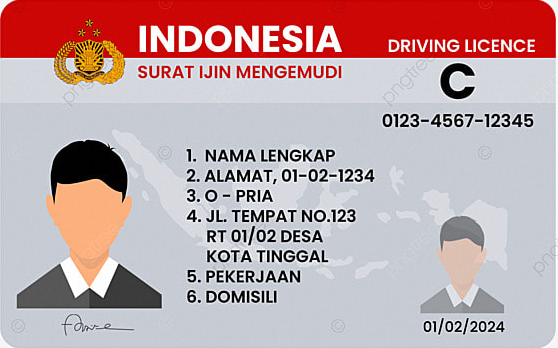 INDONESIA
SURAT IJIN MENGEMUDI
DRIVING LICENCE
C
0123-4567-12345
1. NAMA LENGKAP
2. ALAMAT, 01-02-1234
3. O - PRIA
4. JL. TEMPAT NO.123
RT 01/02 DESA
KOTA TINGGAL
5. PEKERJAAN
6. DOMISILI
01/02/2024